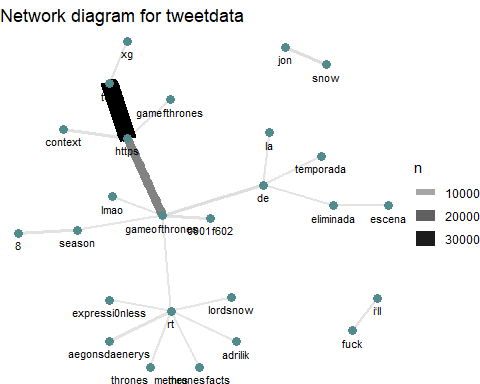 Network diagram for tweetdata
xg
jon
snow
gamefthrones
context
https
la
temporada
n
de
10000
lmao
20000
gameofthrones
eliminada
escena
30000
8
season
i'll
expressi0nless
lordsnow
rt
fuck
aegonsdaenerys
adrilik
thrones